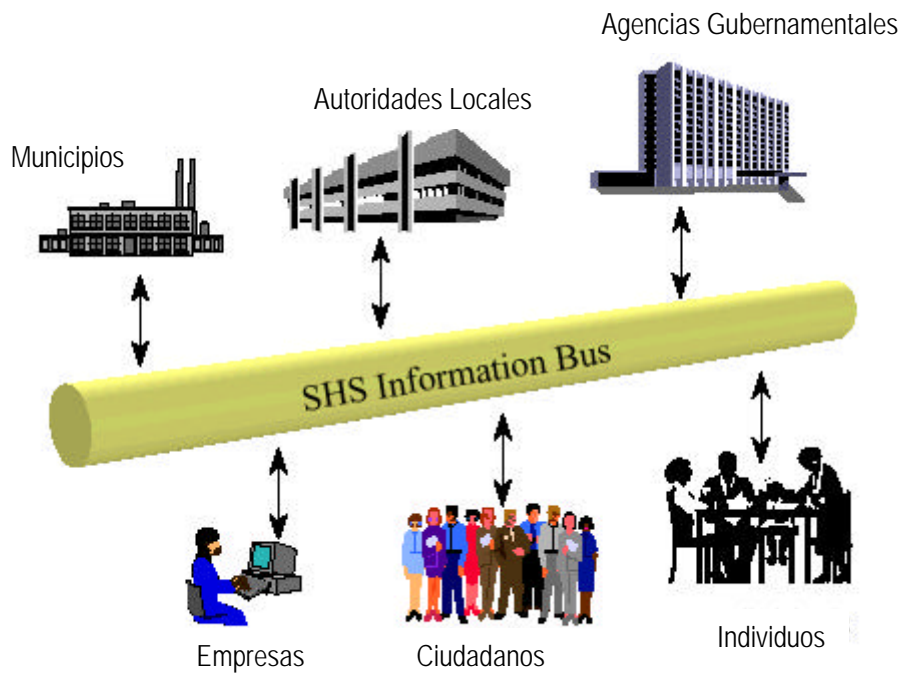 Agencias Gubernamentales
Autoridades Locales
Municipios
SHS Information Bus
Empresas
Ciudadanos
Individuos